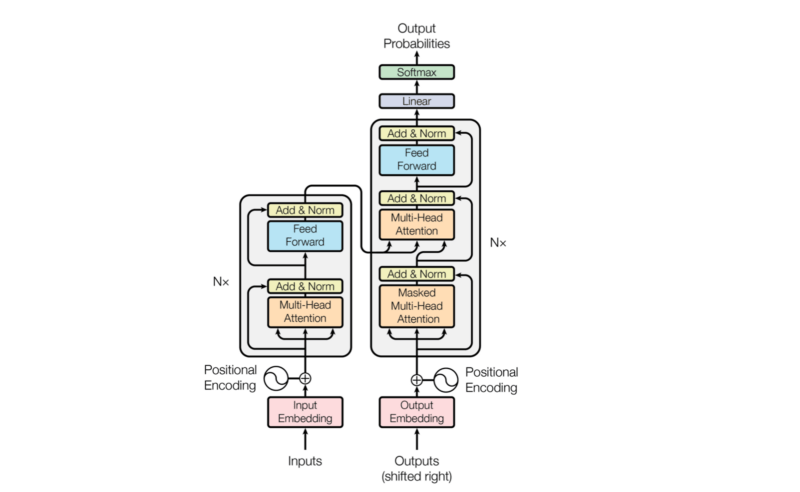 Output
Probabilities
Softmax
Linear
Add & Norm
Feed
Forward
Add & Norm
Multi-Head
Attention
Add & Norm
Masked
Multi-Head
Attention
Nx
Add & Norm
Feed
Forward
Add & Norm
Multi-Head
Attention
Nx
Positional
Encoding
Positional
Encoding
Input
Embedding
Output
Embedding
Inputs
Outputs
(shifted right)